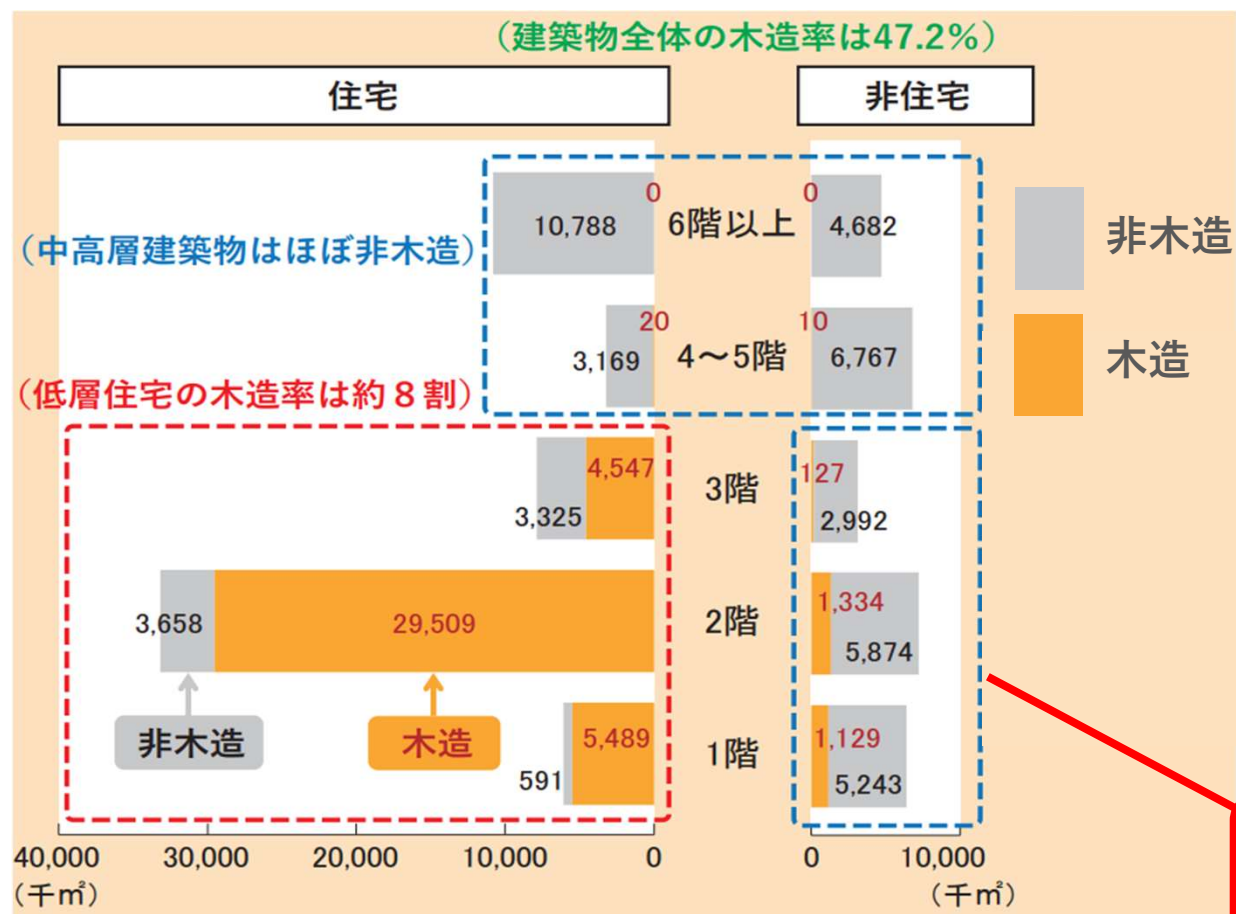 （建築物全体の木造率は47.2％）
住宅
非住宅
0
0
10,788
6階以上
4,682
非木造
（中高層建築物はほぼ非木造）
20
10
3,169
4～5階
6,767
木造
（低層住宅の木造率は約８割）
4,547
3階
127
3,325
2,992
3,658
29,509
2階
1,334
5,874
非木造
木造
5,489
1階
1,129
591
5,243
40,000
30,000
20,000
10,000
0
0
10,000
（千㎡）
（千㎡）